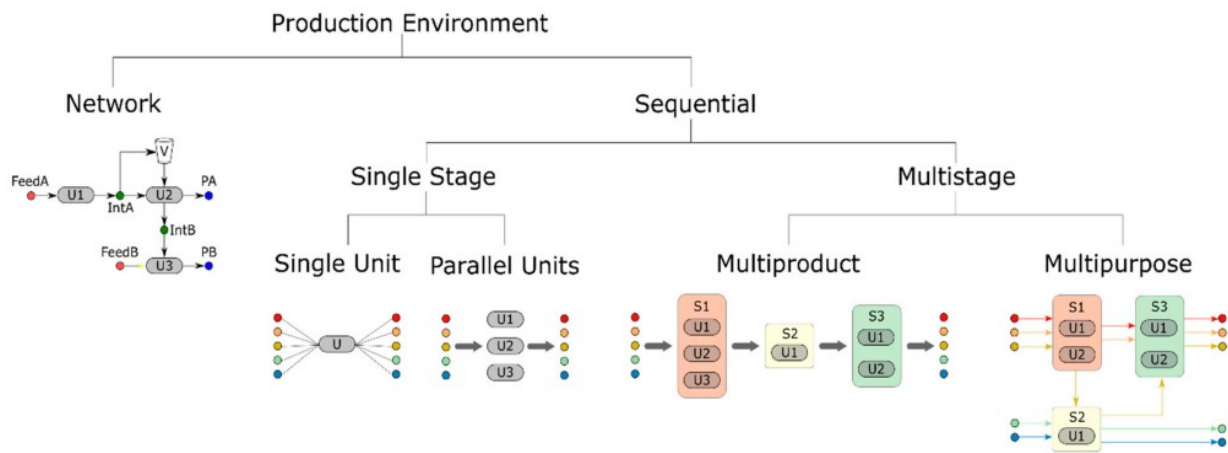 Production Environment
Network
Sequential
V
FeedA
U1
IntA
U2
PA
IntB
FeedB
U3
PB
Single Stage
Multistage
Single Unit
Parallel Units
Multiproduct
Multipurpose
U
U1
U2
U3
S1
U1
U2
U3
S2
U1
S3
U1
U2
S1
U1
U2
S3
U1
U2
S2
U1